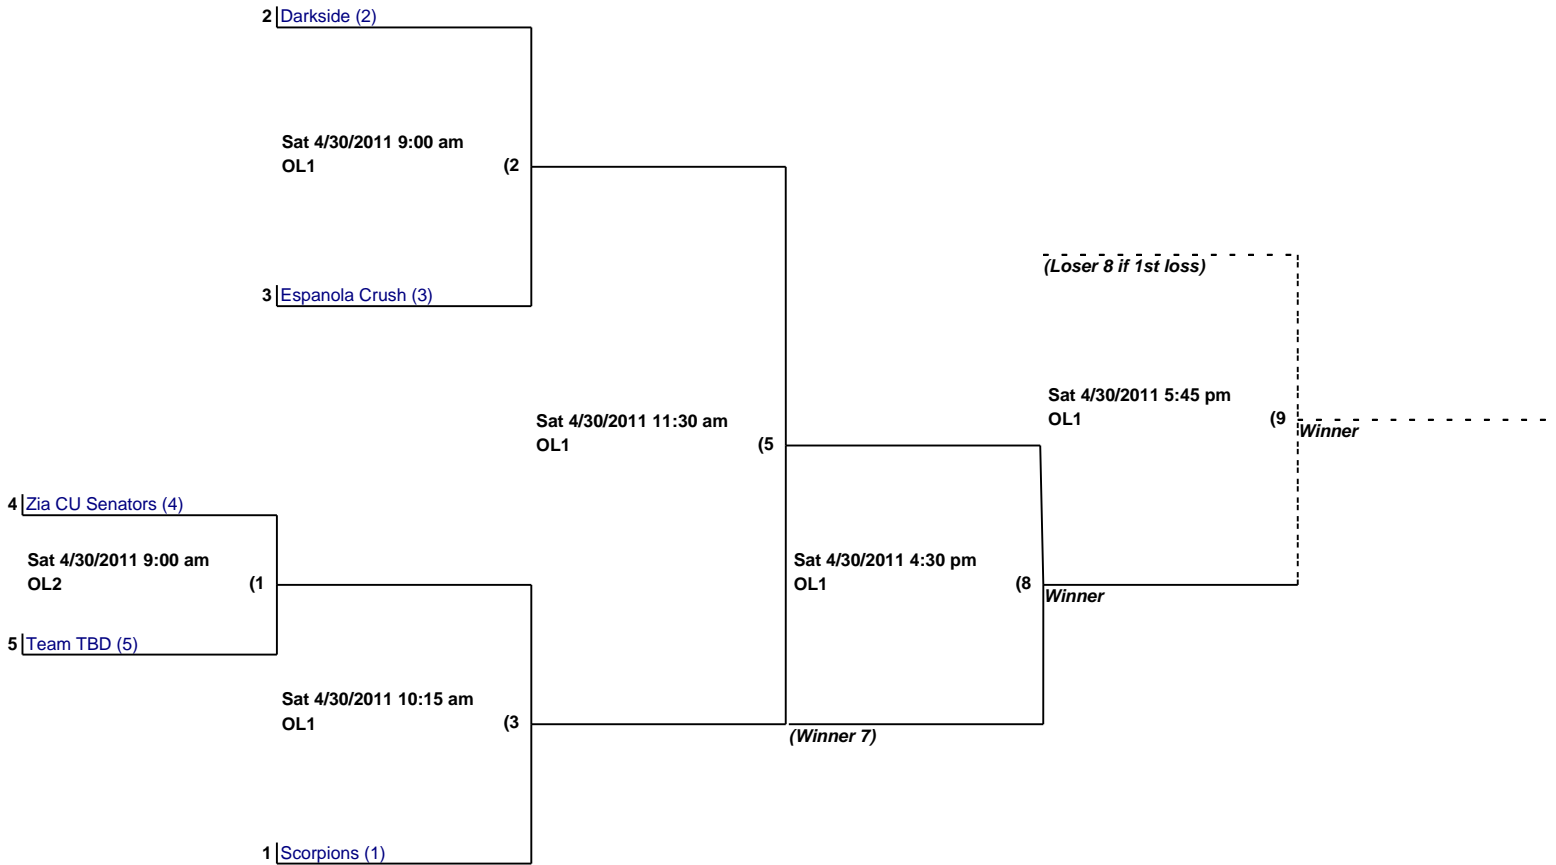 2 Darkside (2)
Sat 4/30/2011 9:00 am
OL1 (2
(Loser 8 if 1st loss)
3 Espanola Crush (3)
Sat 4/30/2011 5:45 pm
OL1 (9
Winner
Sat 4/30/2011 11:30 am
OL1 (5
4 Zia CU Senators (4)
Sat 4/30/2011 9:00 am
OL2 (1
Sat 4/30/2011 4:30 pm
OL1 (8
Winner
5 Team TBD (5)
Sat 4/30/2011 10:15 am
OL1 (3
(Winner 7)
1 Scorpions (1)